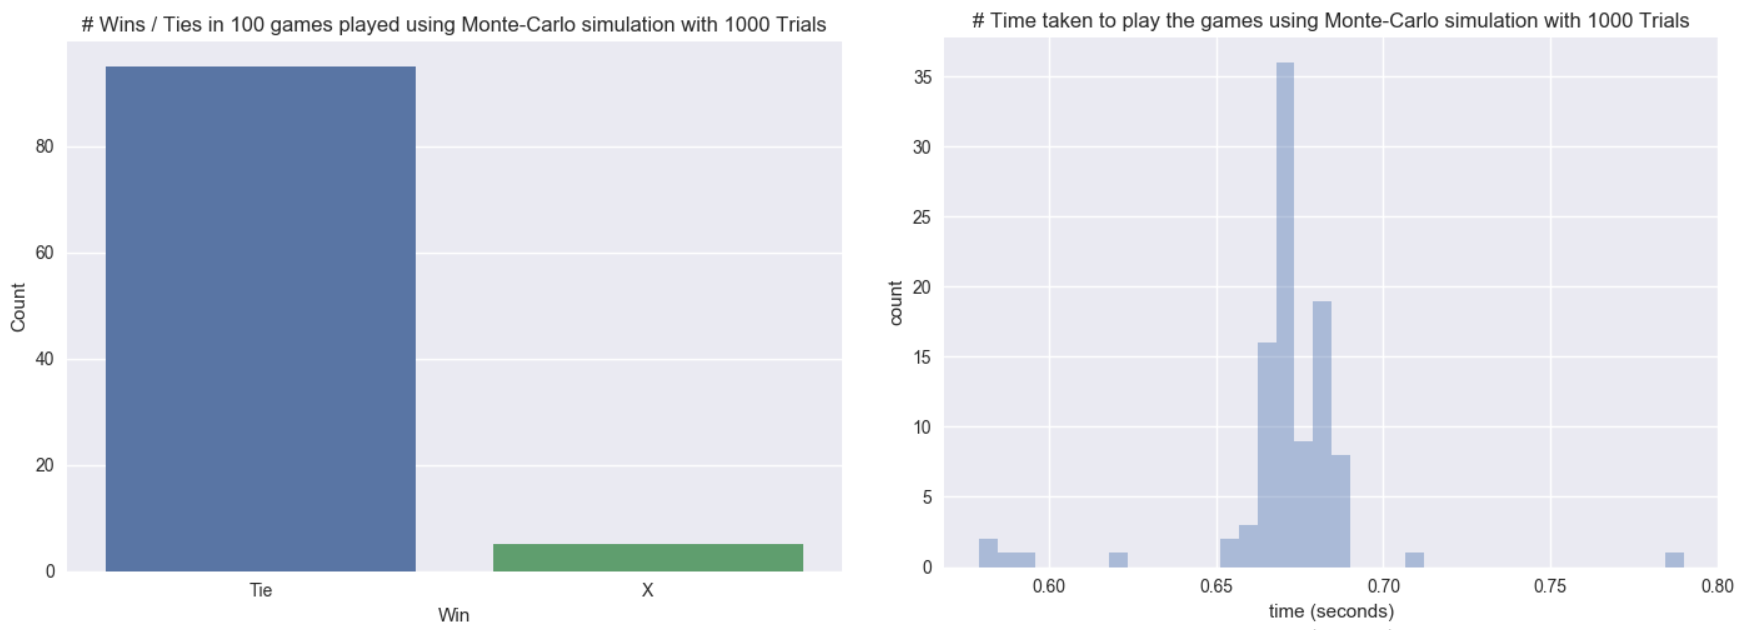 # Wins / Ties in 100 games played using Monte-Carlo simulation with 1000 Trials
80
60
40
20
0
Count
Tie X
Win
# Time taken to play the games using Monte-Carlo simulation with 1000 Trials
35
30
25
20
15
10
5
0
count
0.60 0.65 0.70 0.75 0.80
time (seconds)